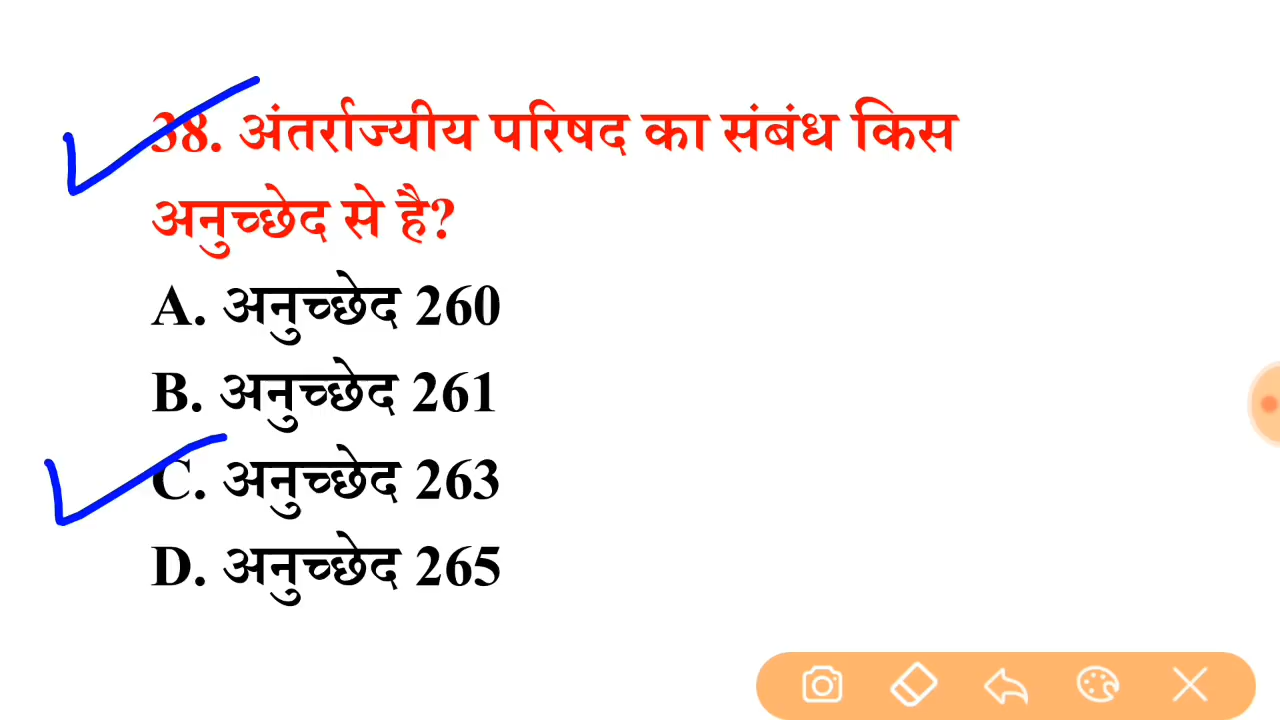 38. अंतर्राज्यीय परिषद का संबंध किस
अनुच्छेद से है?
A. अनुच्छेद 260
B. अनुच्छेद 261
C. अनुच्छेद 263
D. अनुच्छेद 265